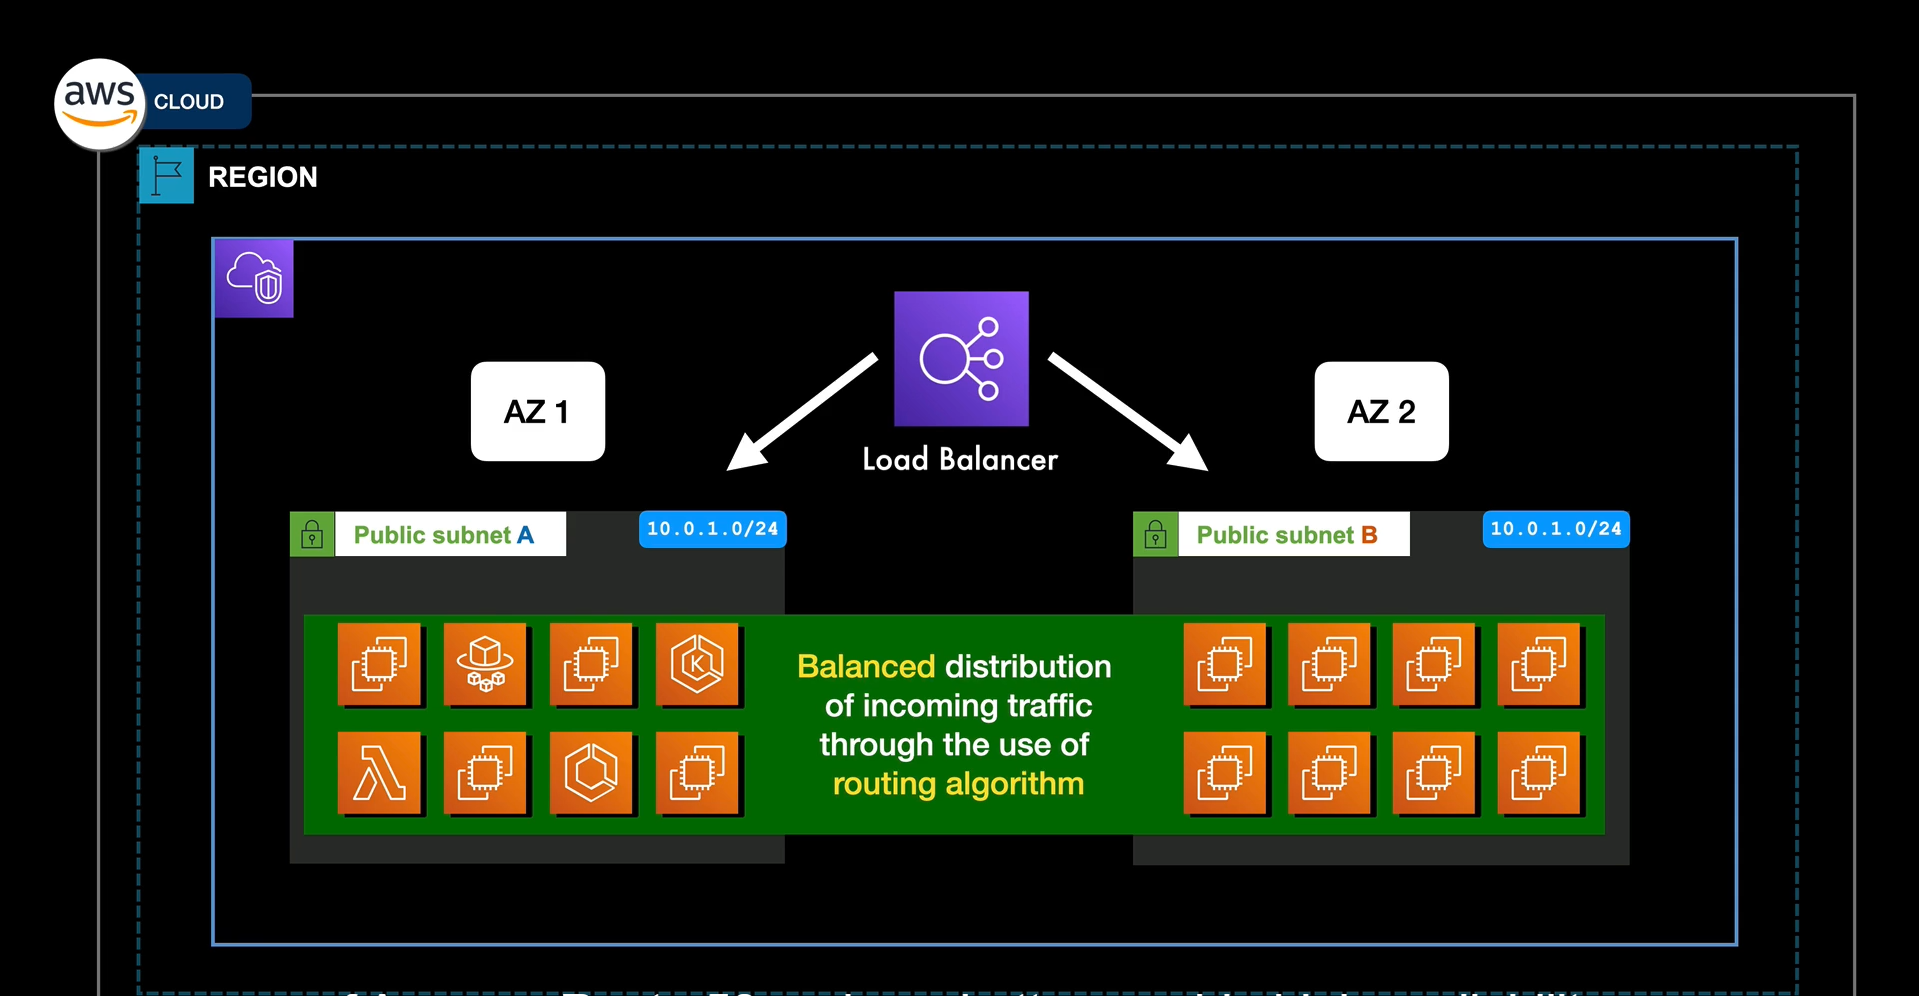 aws CLOUD
REGION
AZ 1
AZ 2
Load Balancer
Public subnet A
10.0.1.0/24
Public subnet B
10.0.1.0/24
K
Balanced distribution
of incoming traffic
through the use of
routing algorithm